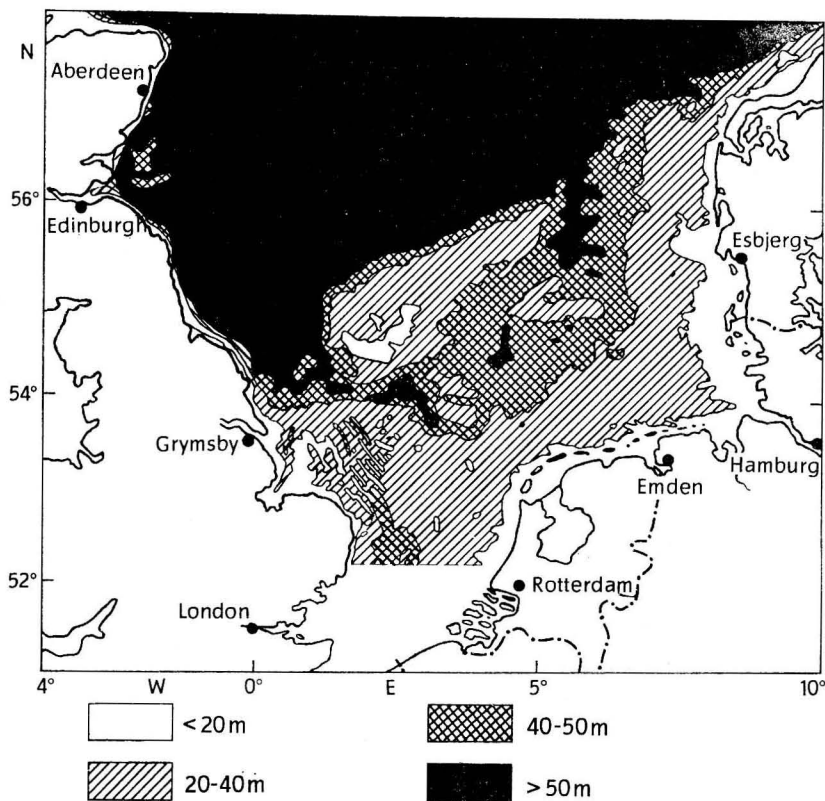 N
Aberdeen
56°
Edinburgh
Esbjerg
54°
Grymsby
Hamburg
Emden
52°
Rotterdam
London
4° W 0° E 5° 10°
<20m 40-50m
20-40m >50m